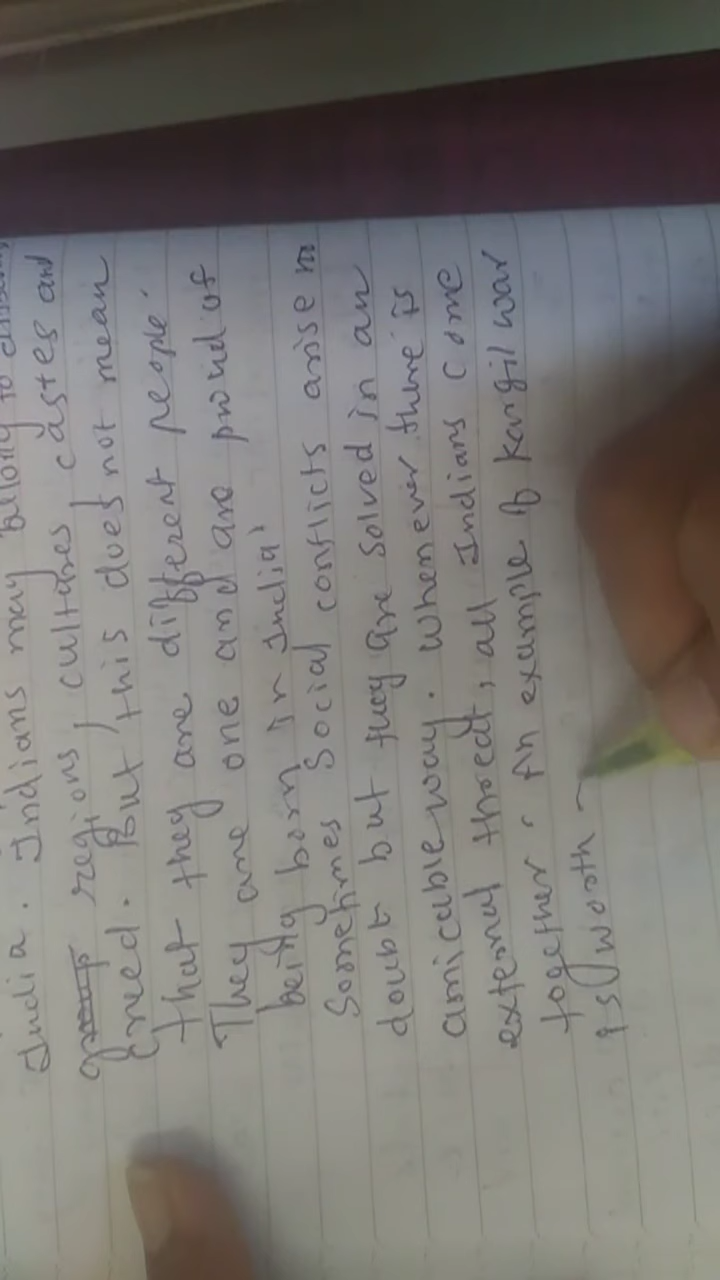 India. Indians may belong to
regions, cultures castes and
creed. But this does not mean
that they are different people.
They are one and are proud of
being born in India.
Sometimes Social conflicts arise no
doubt but they are solved in an
amicable way. Whenever there is
external threat, all Indians come
together. An example of Kargil war
is worth